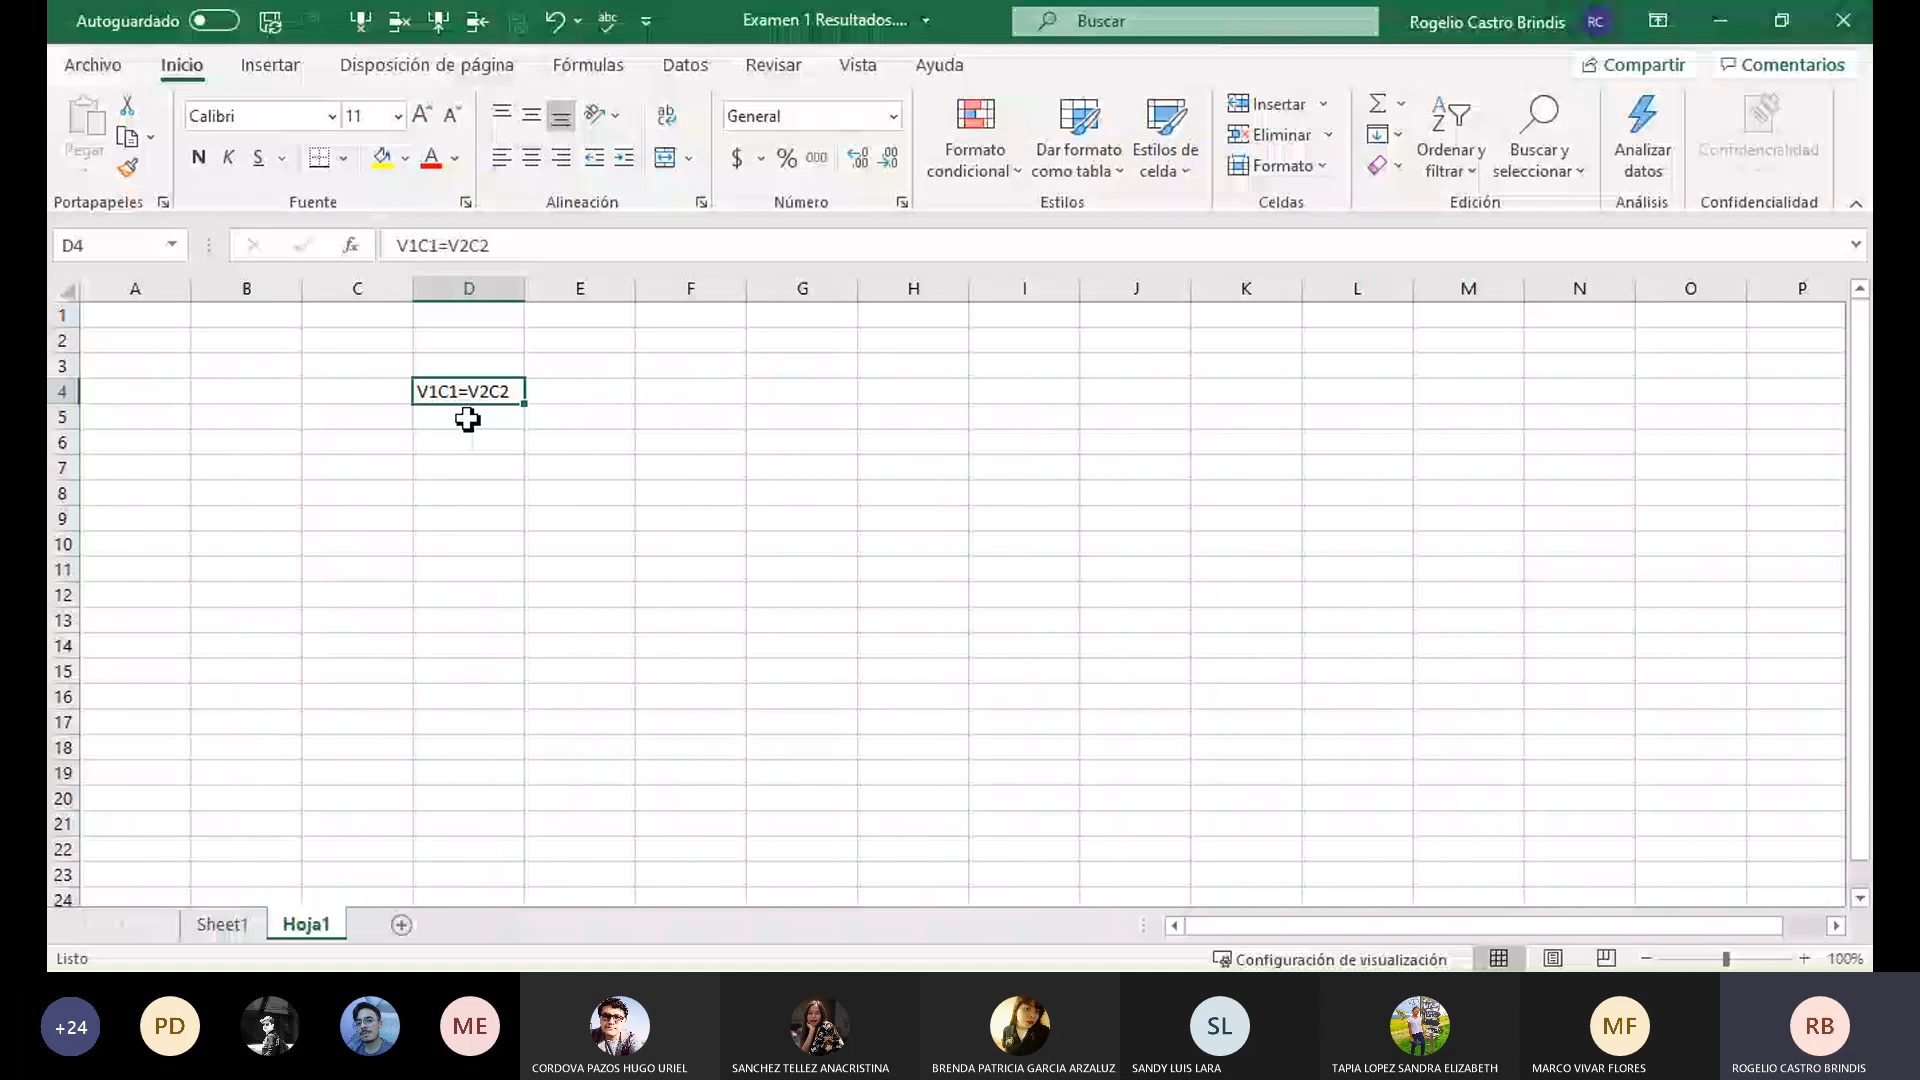 Autoguardado
Examen 1 Resultados....
Buscar
Rogelio Castro Brindis
RC
Archivo Inicio Insertar Disposición de página Fórmulas Datos Revisar Vista Ayuda
Compartir
Comentarios
Pegar
Calibri 11 A A
ab
General
Insertar
Eliminar
Formato
N K S A
$ % 000
Formato condicional
Dar formato como tabla
Estilos de celda
Ordenar y filtrar
Buscar y seleccionar
Analizar datos
Confidencialidad
Portapapeles Fuente Alineación Número Estilos Celdas Edición Análisis Confidencialidad
D4 fx V1C1=V2C2
A B C D E F G H I J K L M N O P
1
2
3
4 V1C1=V2C2
5
6
7
8
9
10
11
12
13
14
15
16
17
18
19
20
21
22
23
24
Sheet1 Hoja1
Listo
Configuración de visualización
100%
+24 PD ME SL MF RB
CORDOVA PAZOS HUGO URIEL SANCHEZ TELLEZ ANACRISTINA BRENDA PATRICIA GARCIA ARZALUZ SANDY LUIS LARA TAPIA LOPEZ SANDRA ELIZABETH MARCO VIVAR FLORES ROGELIO CASTRO BRINDIS